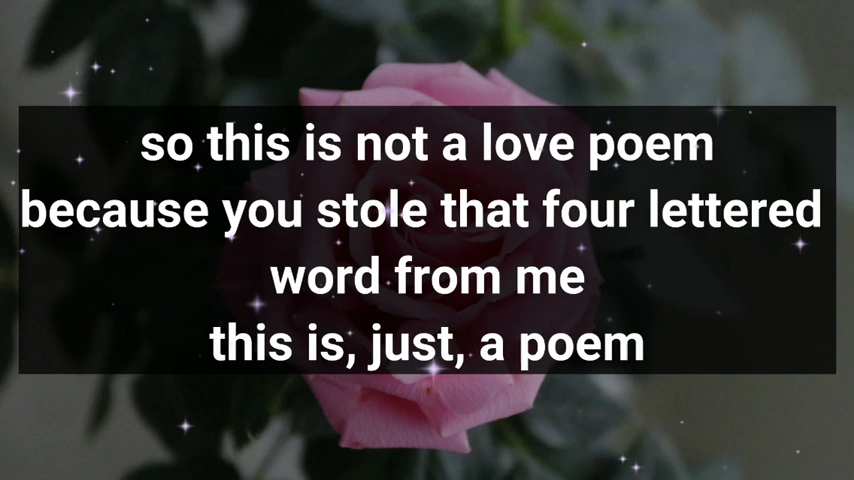 so this is not a love poem
because you stole that four lettered
word from me
this is, just, a poem